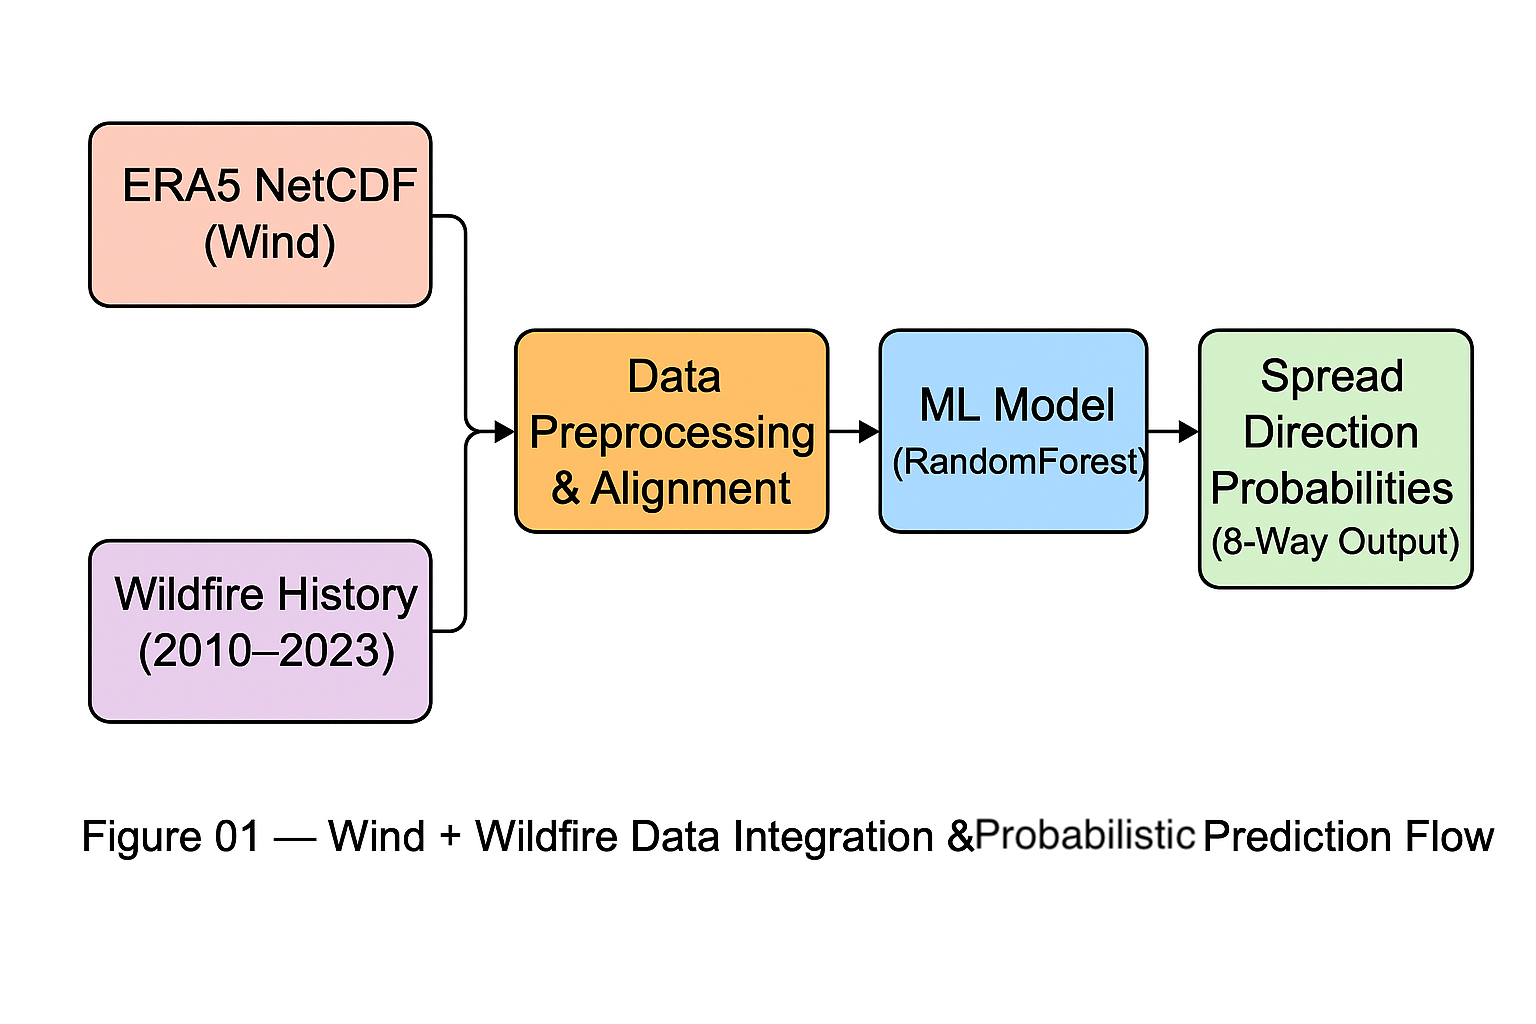 ERA5 NetCDF
(Wind)
Wildfire History
(2010–2023)
Data
Preprocessing
& Alignment
ML Model
(RandomForest)
Spread
Direction
Probabilities
(8-Way Output)
Figure 01 — Wind + Wildfire Data Integration &Probabilistic Prediction Flow